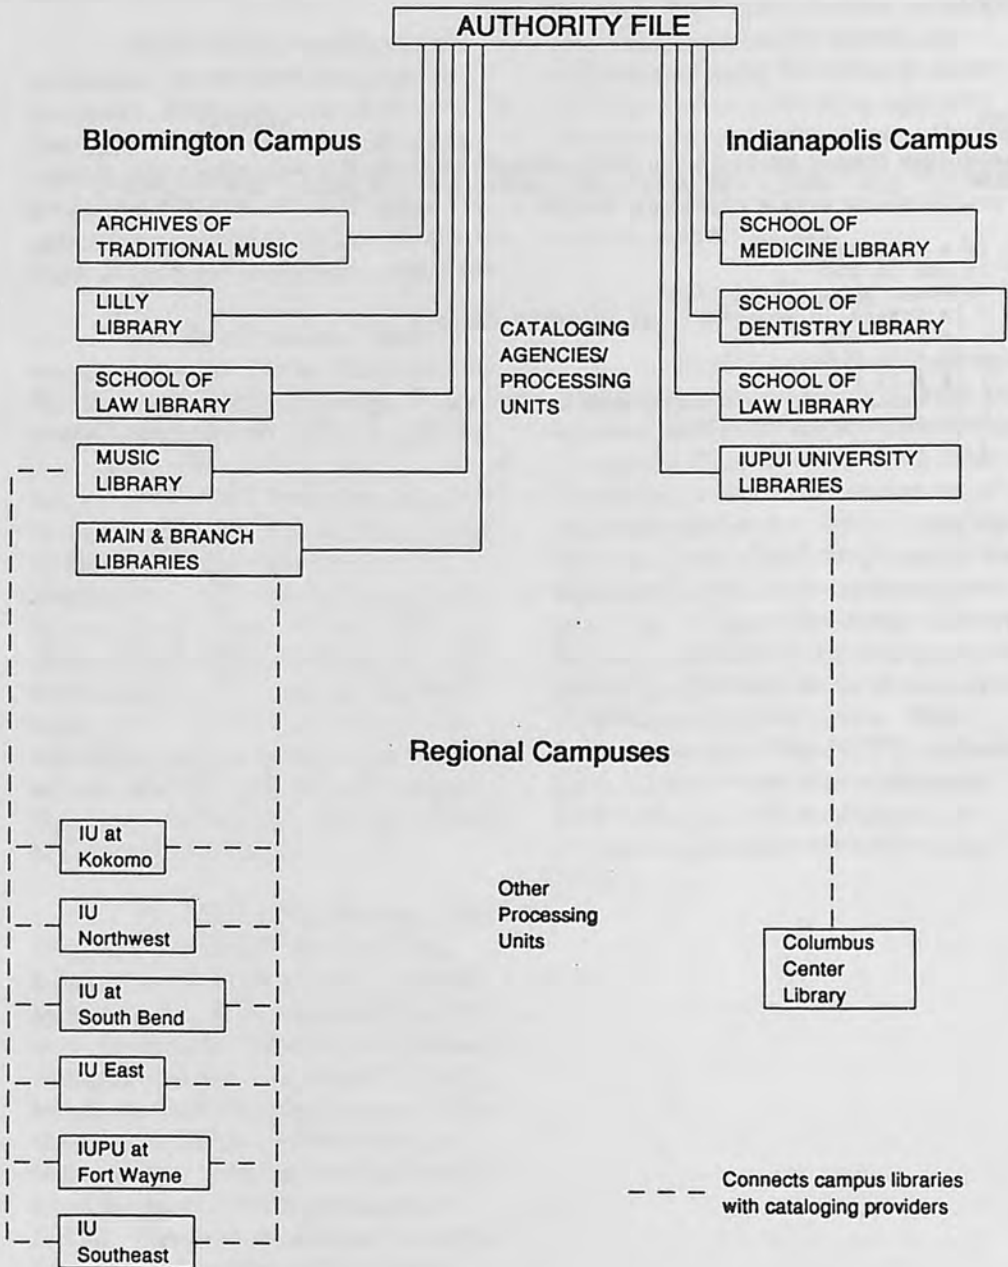 AUTHORITY FILE
Bloomington Campus
Indianapolis Campus
ARCHIVES OF
TRADITIONAL MUSIC
LILLY
LIBRARY
SCHOOL OF
LAW LIBRARY
MUSIC
LIBRARY
MAIN & BRANCH
LIBRARIES
CATALOGING
AGENCIES/
PROCESSING
UNITS
SCHOOL OF
MEDICINE LIBRARY
SCHOOL OF
DENTISTRY LIBRARY
SCHOOL OF
LAW LIBRARY
IUPUI UNIVERSITY
LIBRARIES
Regional Campuses
IU at
Kokomo
IU
Northwest
IU at
South Bend
IU East
IUPU at
Fort Wayne
IU
Southeast
Other
Processing
Units
Columbus
Center
Library
Connects campus libraries
with cataloging providers